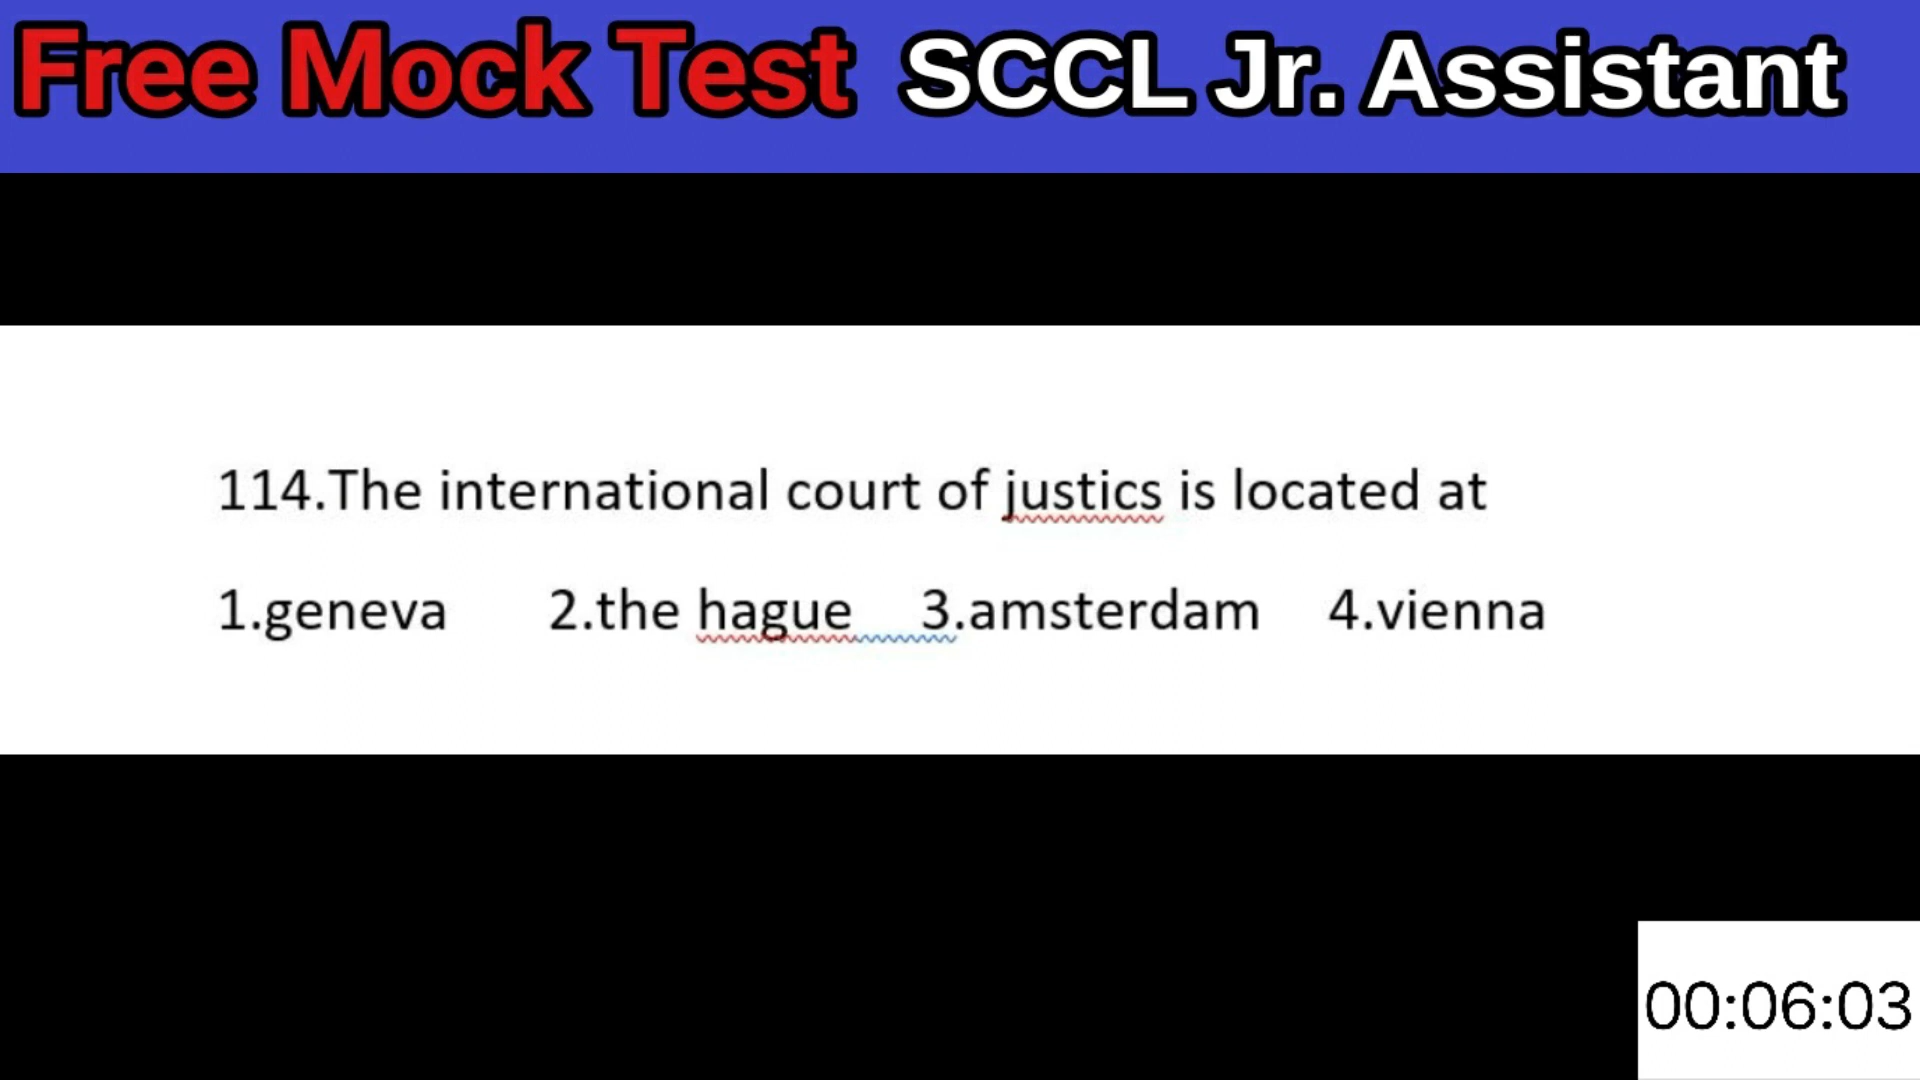 Free Mock Test SCCL Jr. Assistant
114.The international court of justics is located at
1.geneva 2.the hague 3.amsterdam 4.vienna
00:06:03